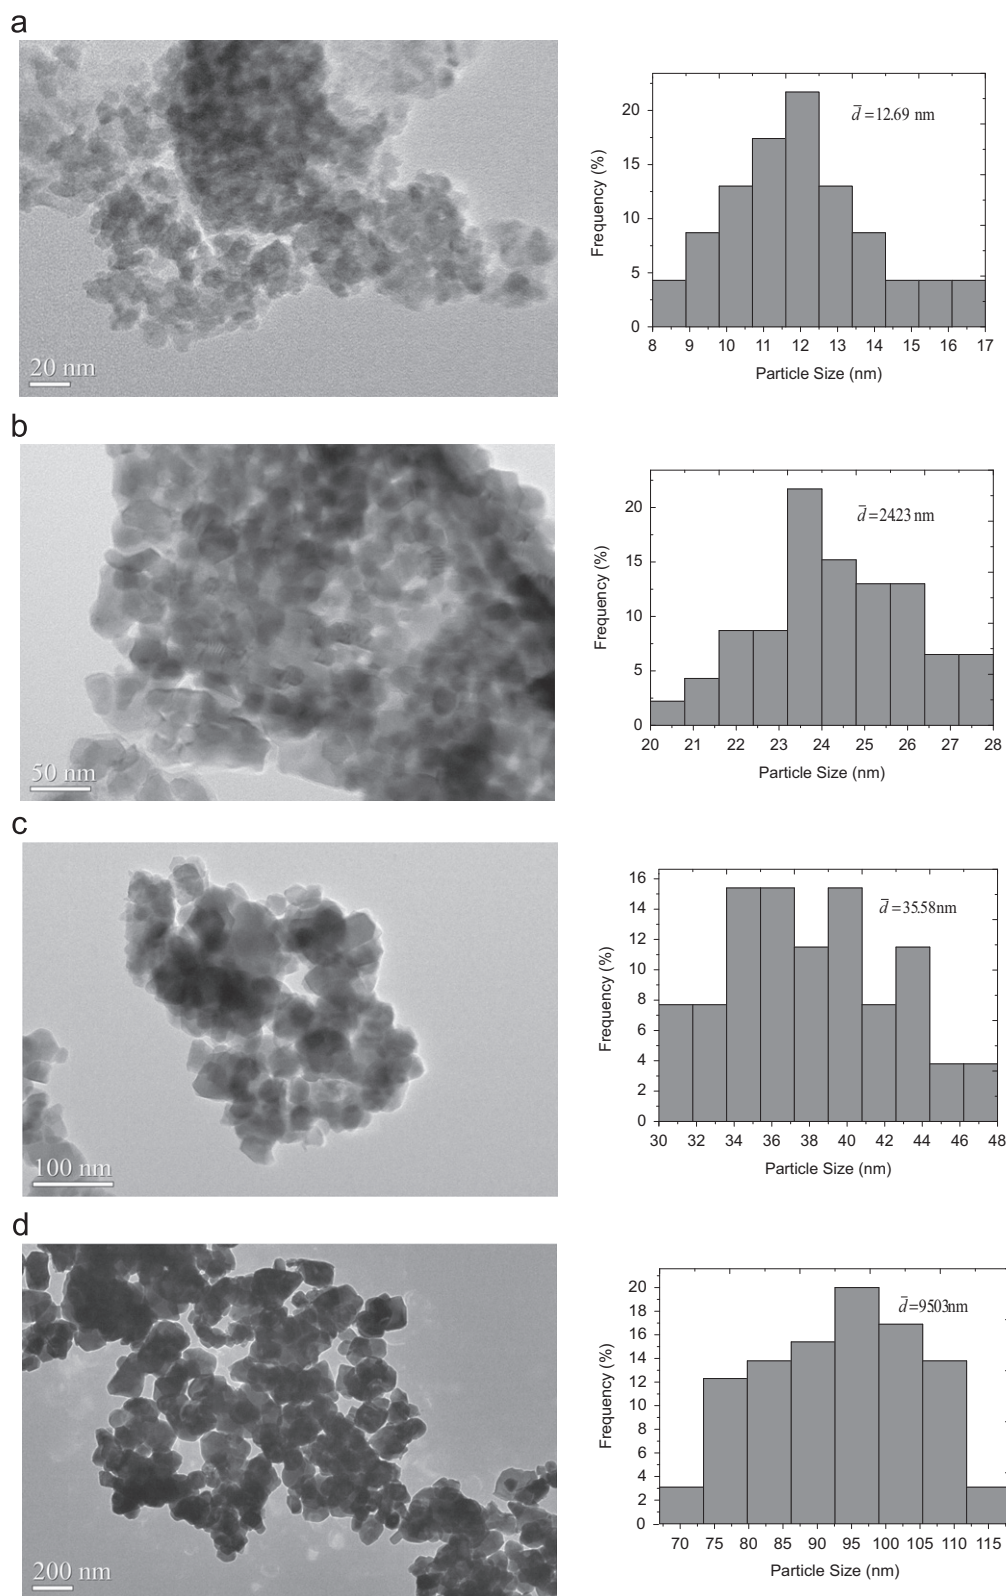 a
20 nm
d̄=12.69 nm
Frequency (%)
20
15
10
5
0
8 9 10 11 12 13 14 15 16 17
Particle Size (nm)
b
50 nm
d̄=2423 nm
Frequency (%)
20
15
10
5
0
20 21 22 23 24 25 26 27 28
Particle Size (nm)
c
100 nm
d̄=35.58nm
Frequency (%)
16
14
12
10
8
6
4
2
0
30 32 34 36 38 40 42 44 46 48
Particle Size (nm)
d
200 nm
d̄=9503nm
Frequency (%)
20
18
16
14
12
10
8
6
4
2
0
70 75 80 85 90 95 100 105 110 115
Particle Size (nm)